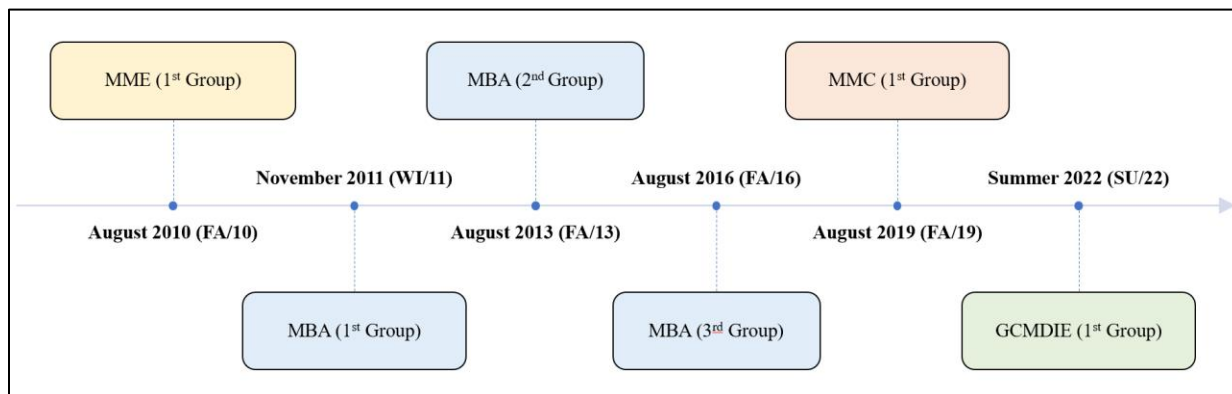 MME (1st Group)
MBA (2nd Group)
MMC (1st Group)
November 2011 (WI/11)
August 2016 (FA/16)
Summer 2022 (SU/22)
August 2010 (FA/10)
August 2013 (FA/13)
August 2019 (FA/19)
MBA (1st Group)
MBA (3rd Group)
GCMDIE (1st Group)